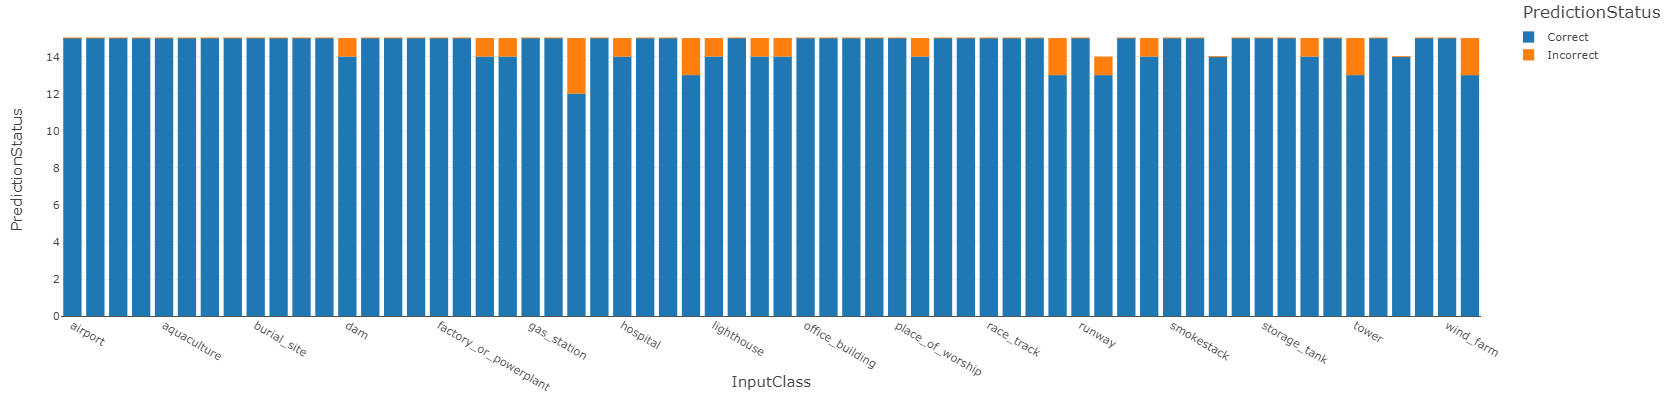 PredictionStatus
Correct
Incorrect
PredictionStatus
14
12
10
8
6
4
2
0
airport
aquaculture
burial_site
dam
factory_or_powerplant
gas_station
hospital
lighthouse
office_building
place_of_worship
race_track
runway
smokestack
storage_tank
tower
wind_farm
InputClass